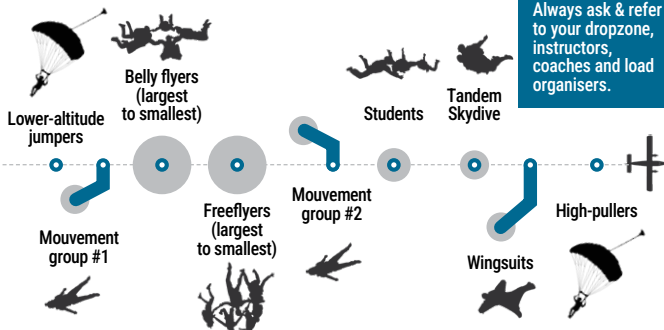 Always ask & refer
to your dropzone,
instructors,
coaches and load
organisers.
Lower-altitude
jumpers
Belly flyers
(largest
to smallest)
Students
Tandem
Skydive
Mouvement
group #1
Freeflyers
(largest
to smallest)
Mouvement
group #2
Wingsuits
High-pullers